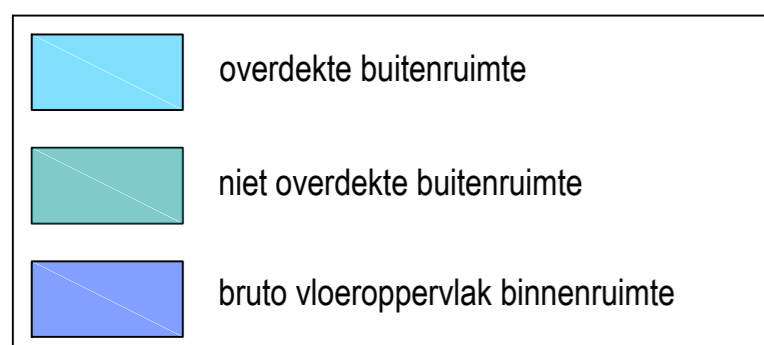 overdekte buitenruimte
niet overdekte buitenruimte
bruto vloeroppervlak binnenruimte